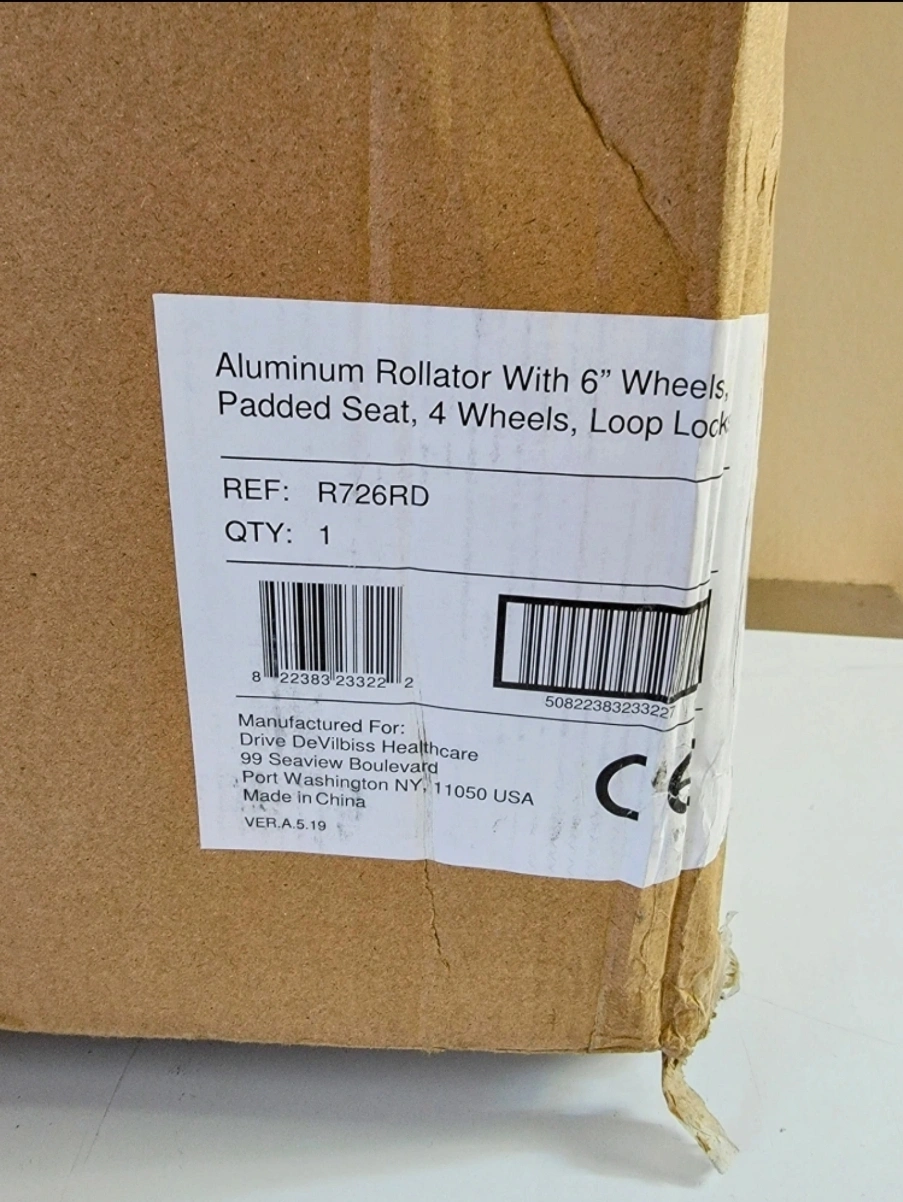 Aluminum Rollator With 6” Wheels,
Padded Seat, 4 Wheels, Loop Lock
REF: R726RD
QTY: 1
8 22383 23322 2
50822383233227
Manufactured For:
Drive DeVilbiss Healthcare
99 Seaview Boulevard
Port Washington NY, 11050 USA
Made in China
VER.A.5.19
CE